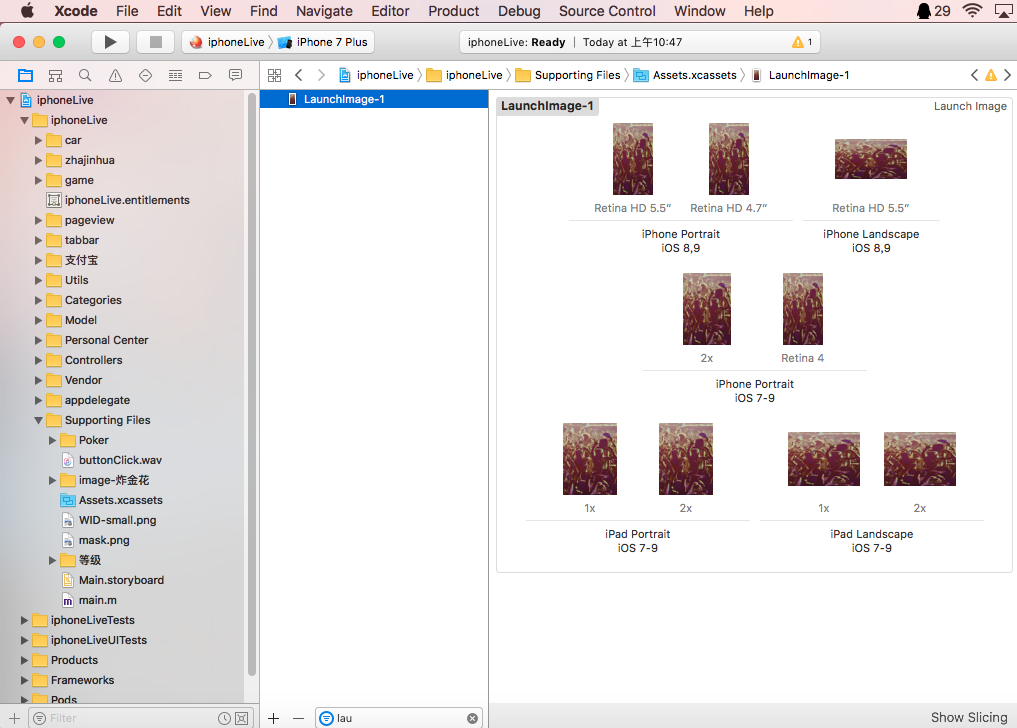 Xcode File Edit View Find Navigate Editor Product Debug Source Control Window Help 29
iphoneLive iPhone 7 Plus iphoneLive: Ready | Today at 上午10:47 1
iphoneLive iphoneLive Supporting Files Assets.xcassets LaunchImage-1
iphoneLive
iphoneLive
car
zhajinhua
game
iphoneLive.entitlements
pageview
tabbar
支付宝
Utils
Categories
Model
Personal Center
Controllers
Vendor
appdelegate
Supporting Files
Poker
buttonClick.wav
image-炸金花
Assets.xcassets
WID-small.png
mask.png
等级
Main.storyboard
main.m
iphoneLiveTests
iphoneLiveUITests
Products
Frameworks
Pods
Filter
LaunchImage-1
lau
LaunchImage-1 Launch Image
Retina HD 5.5” Retina HD 4.7” Retina HD 5.5”
iPhone Portrait iPhone Landscape
iOS 8,9 iOS 8,9
2x Retina 4
iPhone Portrait
iOS 7-9
1x 2x 1x 2x
iPad Portrait iPad Landscape
iOS 7-9 iOS 7-9
Show Slicing